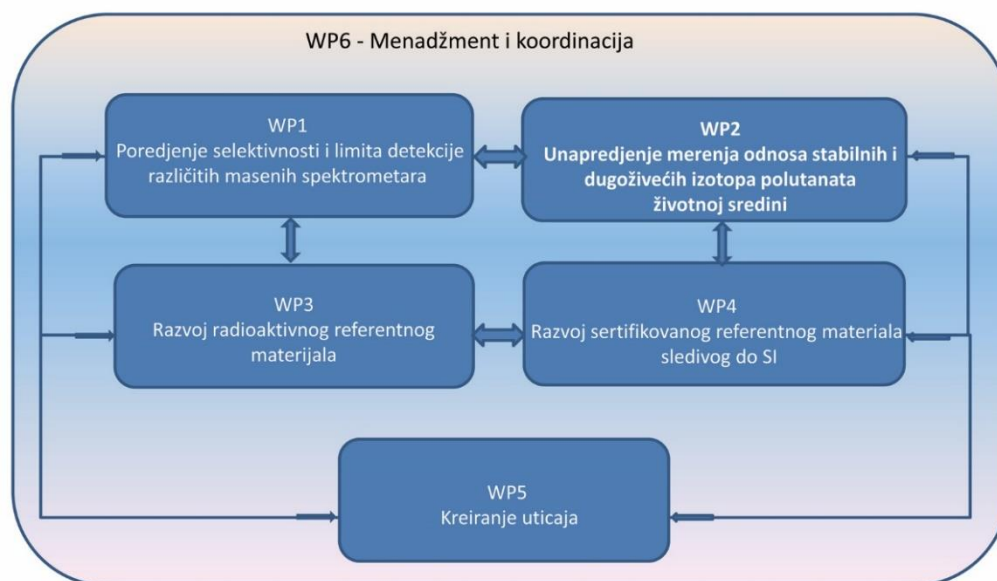 WP6 - Menadžment i koordinacija
WP1
Poredjenje selektivnosti i limita detekcije
različitih masenih spektrometara
WP2
Unapredjenje merenja odnosa stabilnih i
dugoživećih izotopa polutanata
životnoj sredini
WP3
Razvoj radioaktivnog referentnog
materijala
WP4
Razvoj sertifikovanog referentnog materiala
sledivog do SI
WP5
Kreiranje uticaja